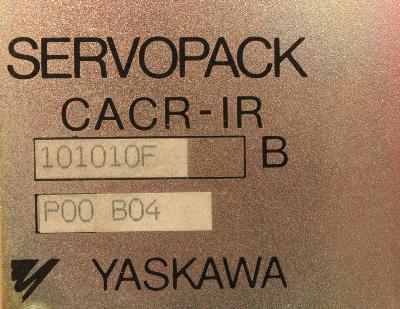 SERVOPACK
CACR-IR
101010F B
P00 B04
YASKAWA